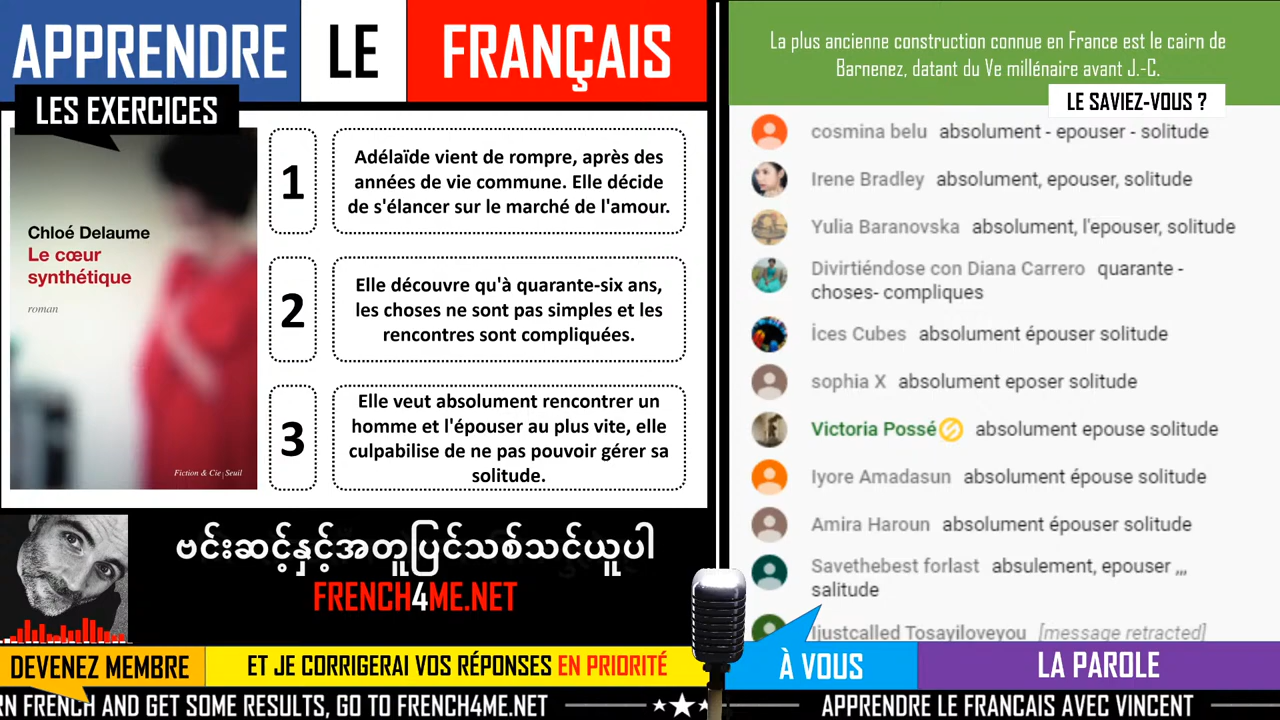 APPRENDRE LE FRANÇAIS
LES EXERCICES
Chloé Delaume
Le cœur
synthétique
roman
Fiction & Cie Seuil
1
Adélaïde vient de rompre, après des
années de vie commune. Elle décide
de s'élancer sur le marché de l'amour.
2
Elle découvre qu'à quarante-six ans,
les choses ne sont pas simples et les
rencontres sont compliquées.
3
Elle veut absolument rencontrer un
homme et l'épouser au plus vite, elle
culpabilise de ne pas pouvoir gérer sa
solitude.
ဗင်းဆင့်နှင့်အတူပြင်သစ်သင်ယူပါ
FRENCH4ME.NET
La plus ancienne construction connue en France est le cairn de
Barnenez, datant du Ve millénaire avant J.-C.
LE SAVIEZ-VOUS ?
cosmina belu absolument - epouser - solitude
Irene Bradley absolument, epouser, solitude
Yulia Baranovska absolument, l'epouser, solitude
Divirtiéndose con Diana Carrero quarante -
choses- compliques
İces Cubes absolument épouser solitude
sophia X absolument eposer solitude
Victoria Possé absolument epouse solitude
Iyore Amadasun absolument épouse solitude
Amira Haroun absolument épouser solitude
Savethebest forlast absulement, epouser ,,,
salitude
[message
DEVENEZ MEMBRE
ET JE CORRIGERAI VOS RÉPONSES EN PRIORITÉ
À VOUS
LA PAROLE
RN FRENCH AND GET SOME RESULTS, GO TO FRENCH4ME.NET
APPRENDRE LE FRANCAIS AVEC VINCENT